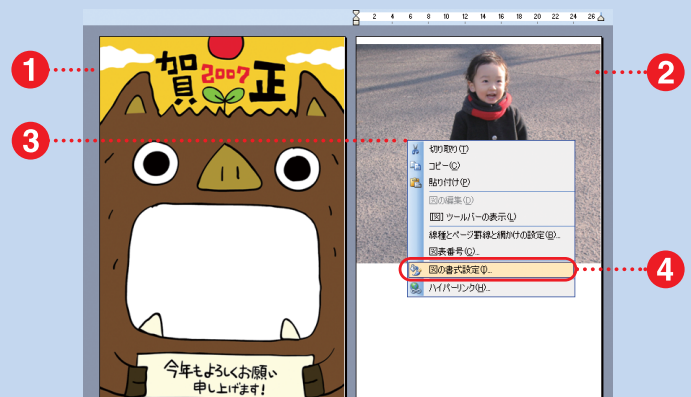 2 4 6 8 10 12 14 16 18 20 22 24 26
1
2
3
4
賀正
2007
今年もよろしくお願い
申し上げます!
切り取り(T)
コピー(C)
貼り付け(P)
図の編集(D)
[図] ツールバーの表示(L)
線種とページ罫線と網かけの設定(B)...
図表番号(C)...
図の書式設定(I)...
ハイパーリンク(H)...